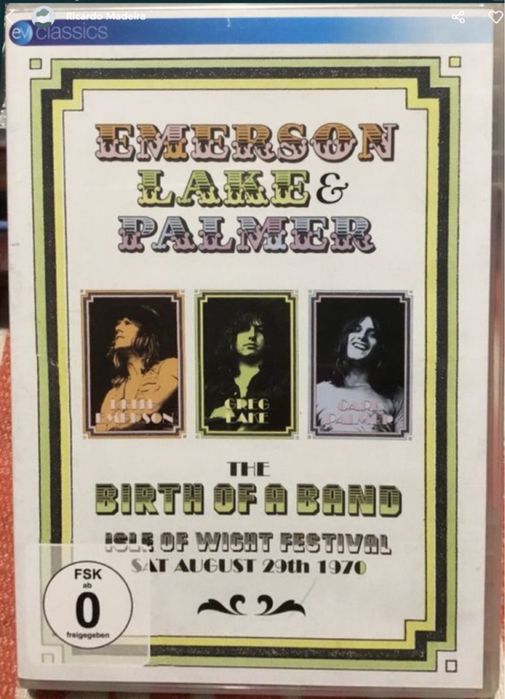 Ricardo Madeira
ev classics
EMERSON
LAKE &
PALMER
KEITH
EMERSON
GREG
LAKE
CARL
PALMER
THE
BIRTH OF A BAND
ISLE OF WIGHT FESTIVAL
SAT AUGUST 29th 1970
FSK
ab
0
freigegeben